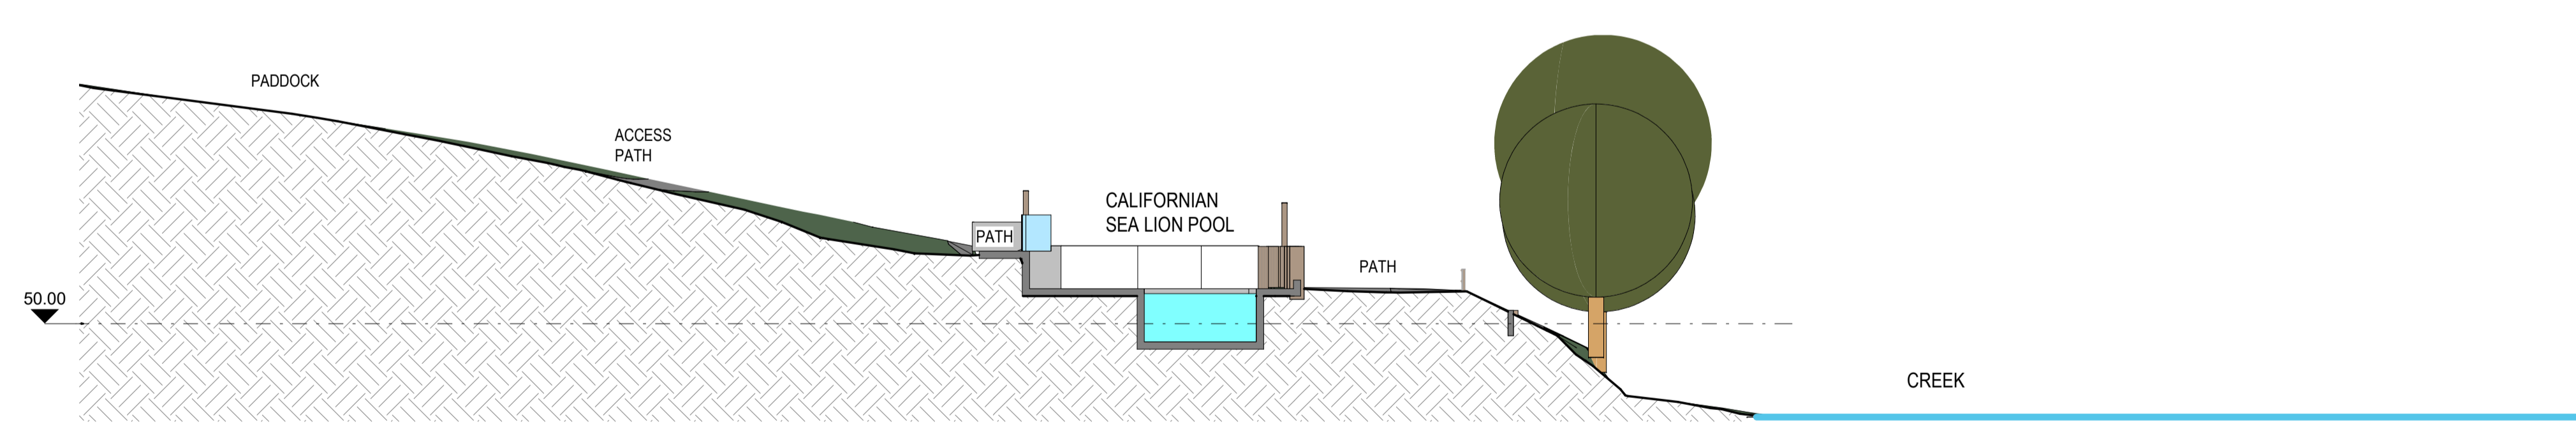 PADDOCK
ACCESS
PATH
CALIFORNIAN
SEA LION POOL
PATH
PATH
50.00
CREEK